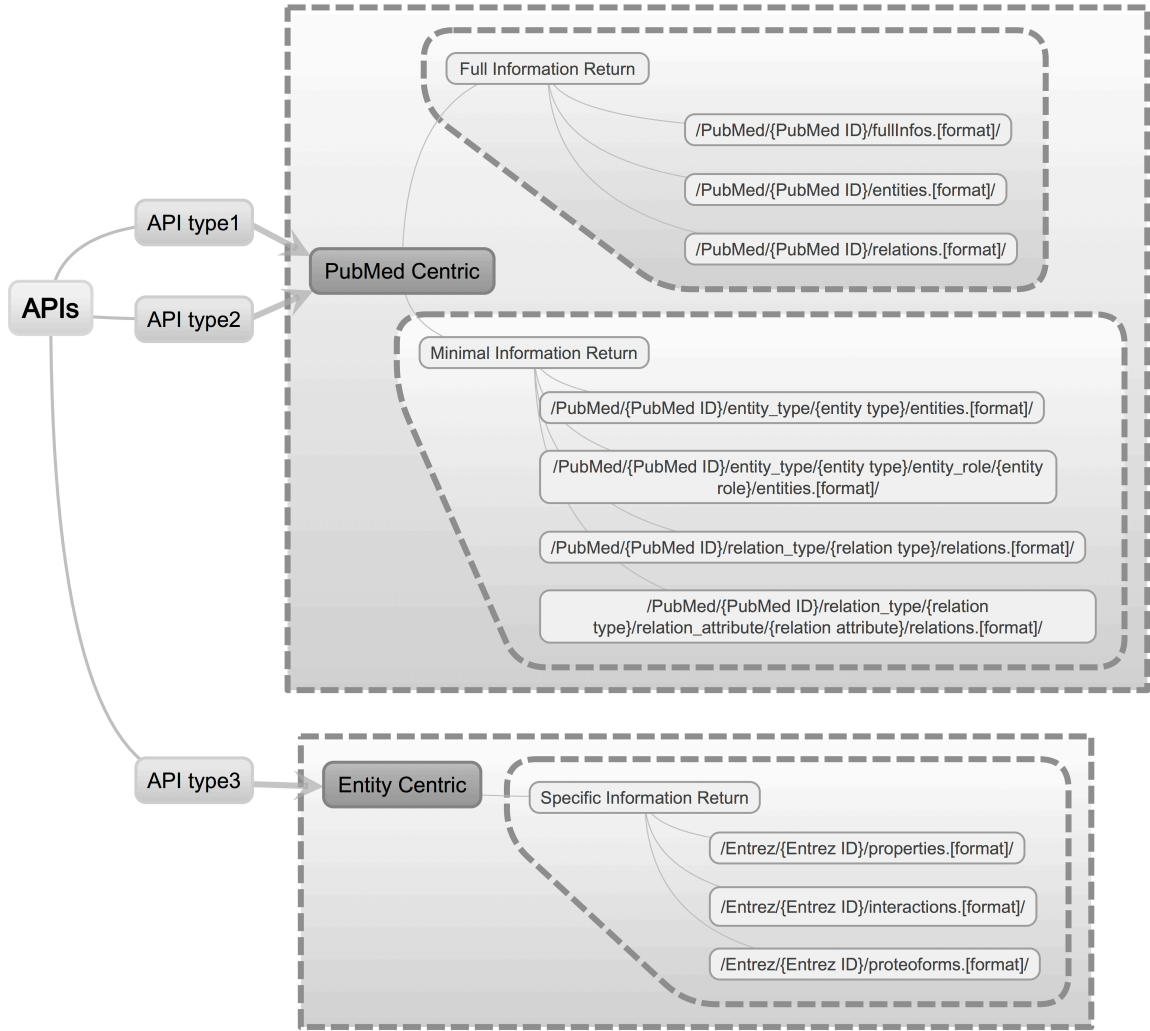 Full Information Return
/PubMed/{PubMed ID}/fullInfos.[format]/
/PubMed/{PubMed ID}/entities.[format]/
/PubMed/{PubMed ID}/relations.[format]/
API type1
PubMed Centric
APIs
API type2
Minimal Information Return
/PubMed/{PubMed ID}/entity_type/{entity type}/entities.[format]/
/PubMed/{PubMed ID}/entity_type/{entity type}/entity_role/{entity
role}/entities.[format]/
/PubMed/{PubMed ID}/relation_type/{relation type}/relations.[format]/
/PubMed/{PubMed ID}/relation_type/{relation
type}/relation_attribute/{relation attribute}/relations.[format]/
API type3
Entity Centric
Specific Information Return
/Entrez/{Entrez ID}/properties.[format]/
/Entrez/{Entrez ID}/interactions.[format]/
/Entrez/{Entrez ID}/proteoforms.[format]/